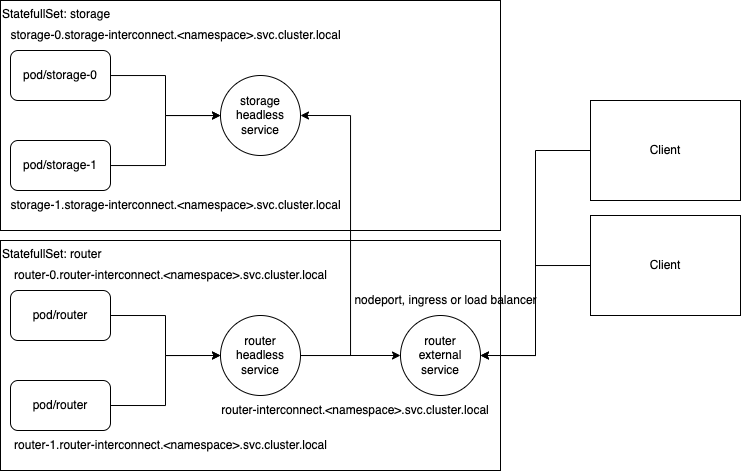 StatefullSet: storage
storage-0.storage-interconnect.<namespace>.svc.cluster.local
pod/storage-0
storage
headless
service
pod/storage-1
storage-1.storage-interconnect.<namespace>.svc.cluster.local
Client
Client
StatefullSet: router
router-0.router-interconnect.<namespace>.svc.cluster.local
nodeport, ingress or load balancer
pod/router
router
headless
service
router
external
service
pod/router
router-interconnect.<namespace>.svc.cluster.local
router-1.router-interconnect.<namespace>.svc.cluster.local